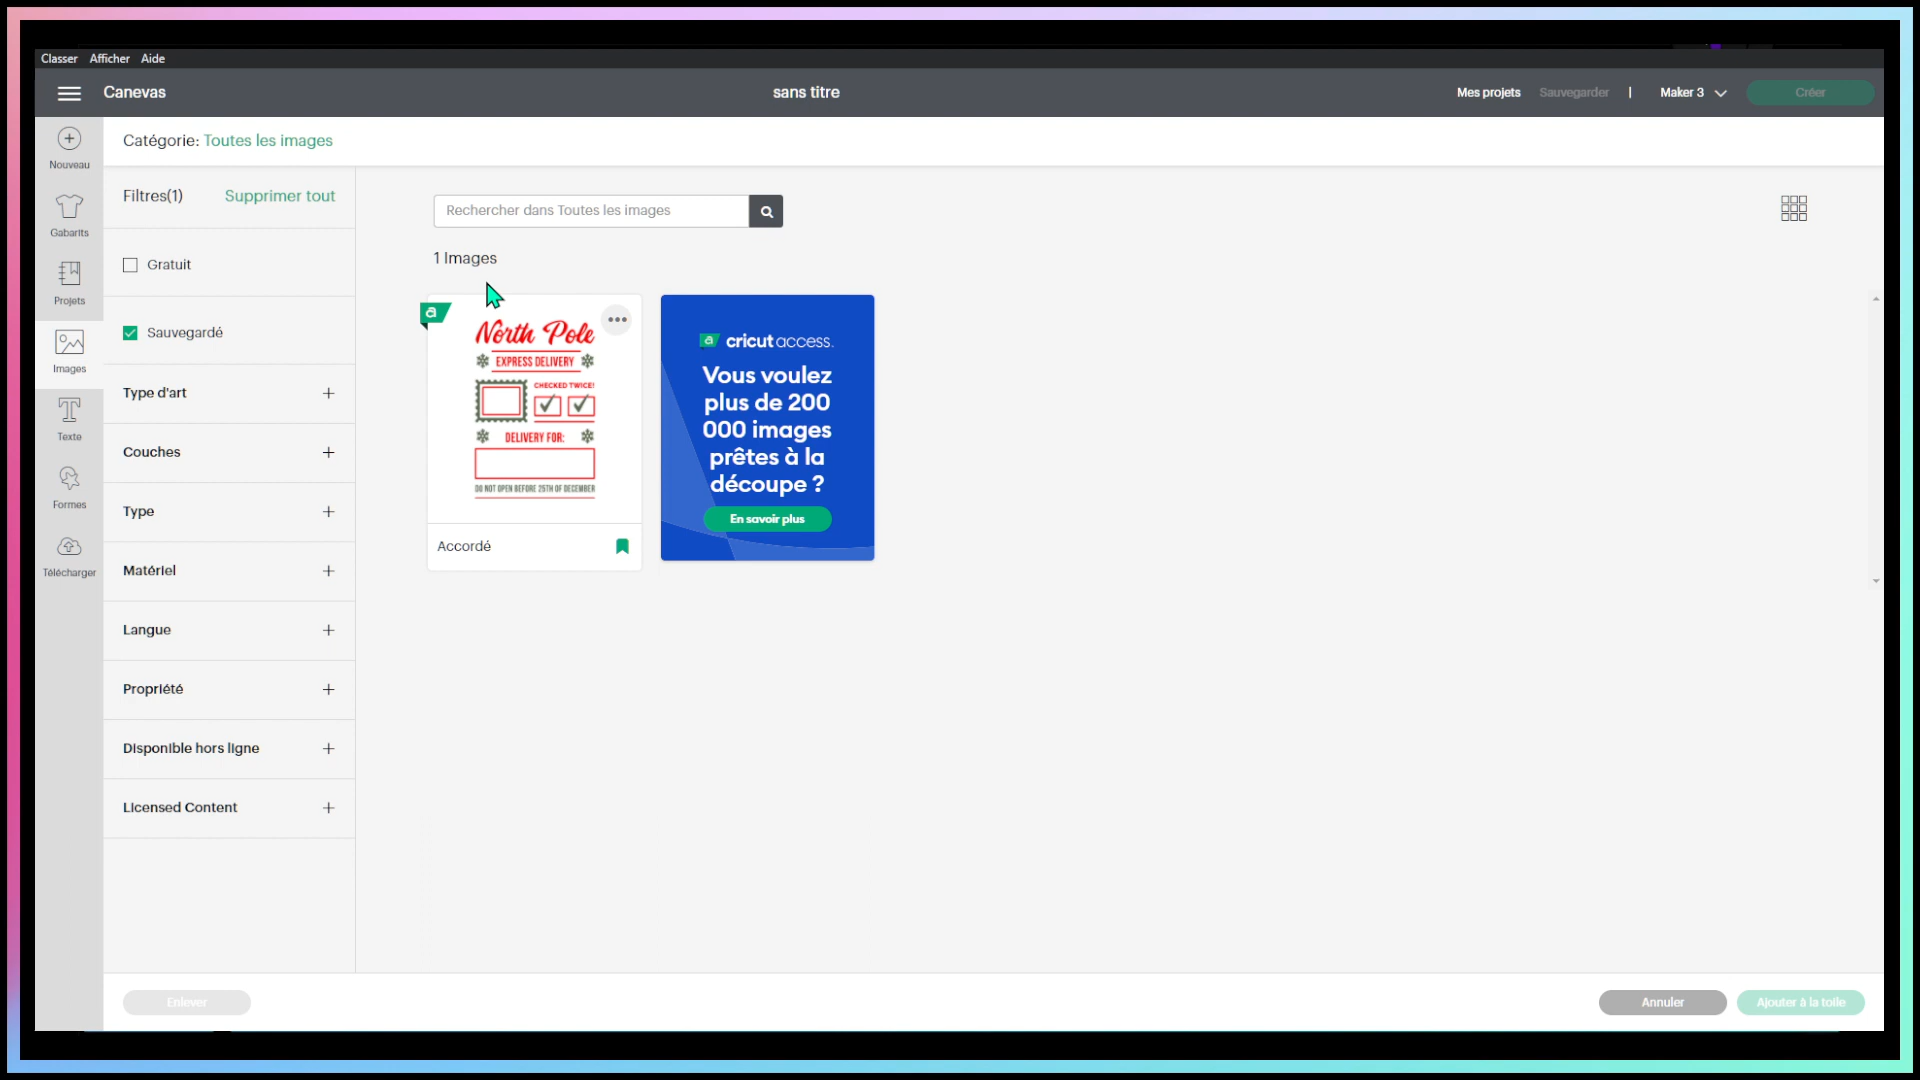 Classer Afficher Aide
Canevas
sans titre
Mes projets Sauvegarder | Maker 3 Créer
Nouveau
Gabarits
Projets
Images
Texte
Formes
Télécharger
Catégorie: Toutes les images
Filtres(1) Supprimer tout
Gratuit
Sauvegardé
Type d'art +
Couches +
Type +
Matériel +
Langue +
Propriété +
Disponible hors ligne +
Licensed Content +
Rechercher dans Toutes les images
1 Images
a
North Pole
EXPRESS DELIVERY
CHECKED TWICE!
DELIVERY FOR:
DO NOT OPEN BEFORE 25TH OF DECEMBER
Accordé
a cricut access.
Vous voulez
plus de 200
000 images
prêtes à la
découpe ?
En savoir plus
Enlever
Annuler
Ajouter à la toile